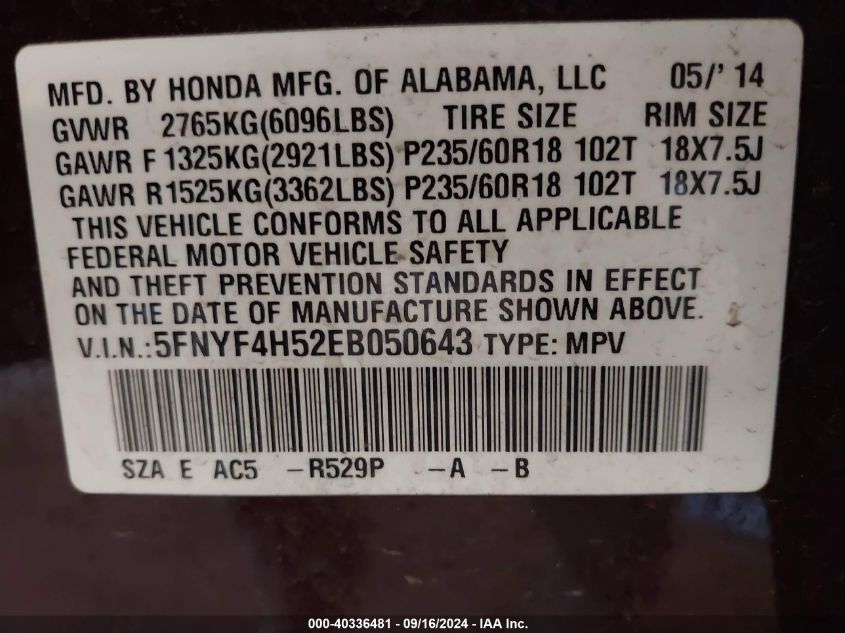 MFD. BY HONDA MFG. OF ALABAMA, LLC 05/' 14
GVWR 2765KG(6096LBS) TIRE SIZE RIM SIZE
GAWR F 1325KG(2921LBS) P235/60R18 102T 18X7.5J
GAWR R1525KG(3362LBS) P235/60R18 102T 18X7.5J
THIS VEHICLE CONFORMS TO ALL APPLICABLE
FEDERAL MOTOR VEHICLE SAFETY
AND THEFT PREVENTION STANDARDS IN EFFECT
ON THE DATE OF MANUFACTURE SHOWN ABOVE.
V.I.N.:5FNYF4H52EB050643 TYPE: MPV
SZA E AC5 -R529P -A -B
000-40336481 - 09/16/2024 - IAA Inc.